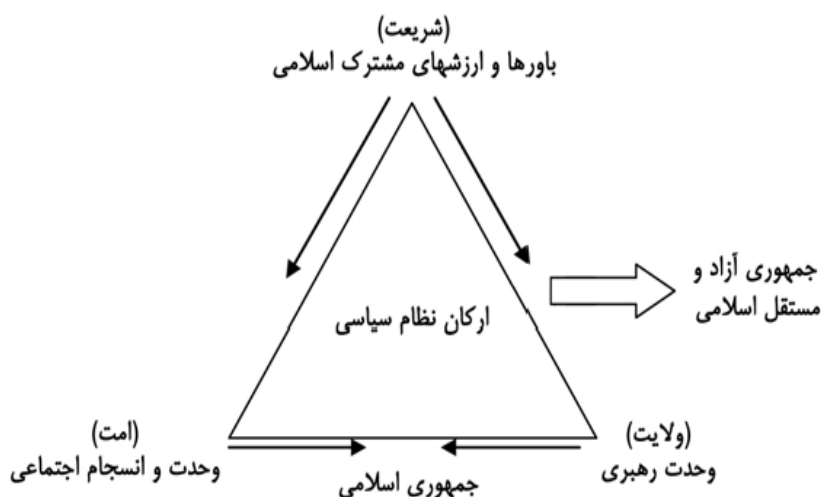 (شریعت)
باورها و ارزشهای مشترک اسلامی
جمهوری آزاد و
مستقل اسلامی
ارکان نظام سیاسی
(ولایت)
وحدت رهبری
(امت)
وحدت و انسجام اجتماعی
جمهوری اسلامی